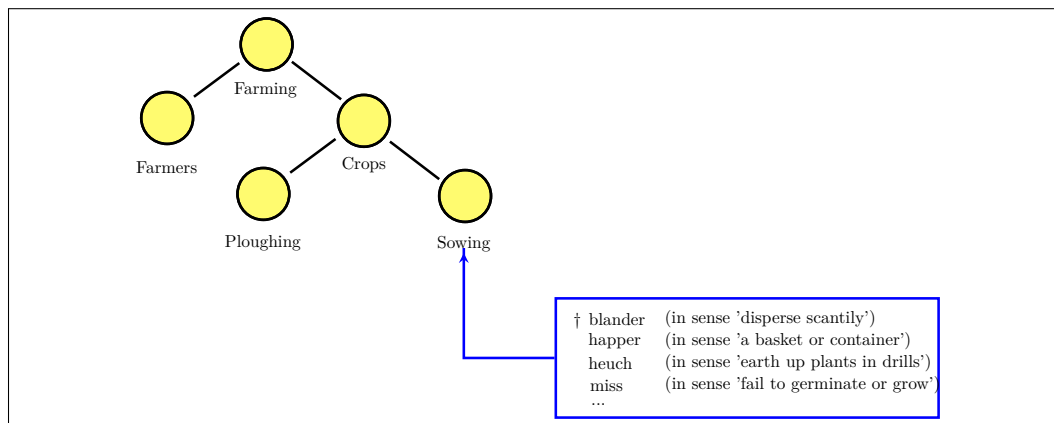 Farming
Farmers
Crops
Ploughing
Sowing
† blander (in sense 'disperse scantily')
happer (in sense 'a basket or container')
heuch (in sense 'earth up plants in drills')
miss (in sense 'fail to germinate or grow')
...